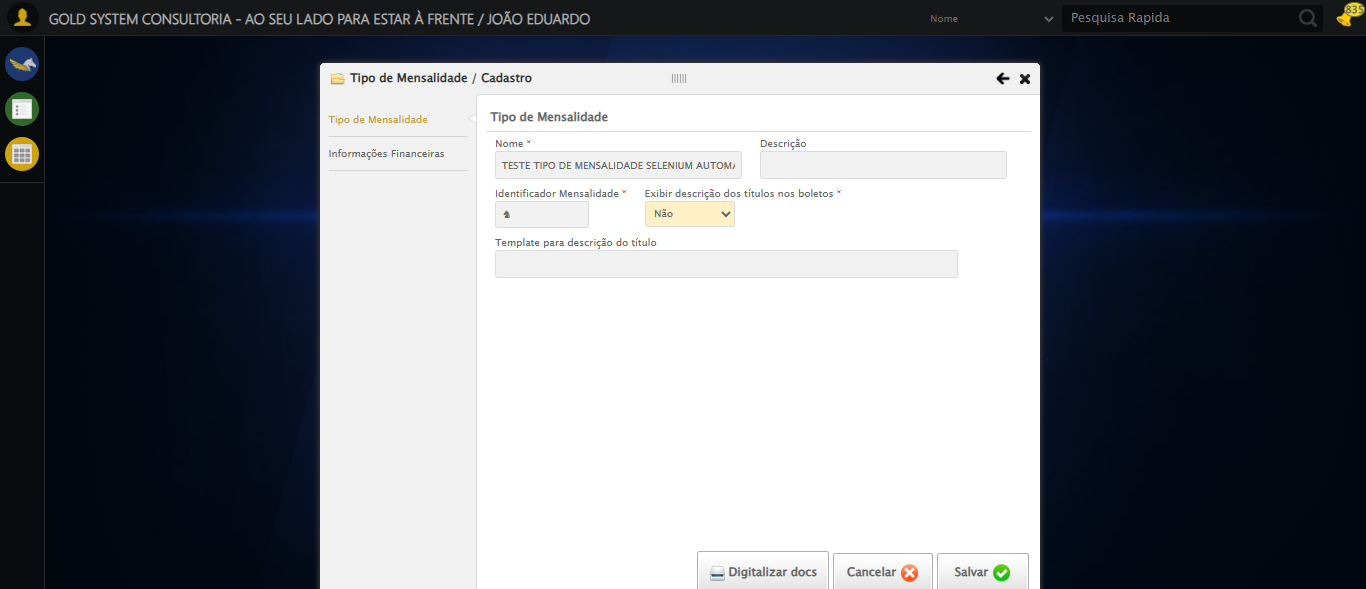 GOLD SYSTEM CONSULTORIA - AO SEU LADO PARA ESTAR À FRENTE / JOÃO EDUARDO
Nome
Pesquisa Rapida
835
Tipo de Mensalidade / Cadastro
Tipo de Mensalidade
Informações Financeiras
Tipo de Mensalidade
Nome *
Descrição
TESTE TIPO DE MENSALIDADE SELENIUM AUTOMA
Identificador Mensalidade *
Exibir descrição dos títulos nos boletos *
♞
Não
Template para descrição do título
Digitalizar docs
Cancelar
Salvar